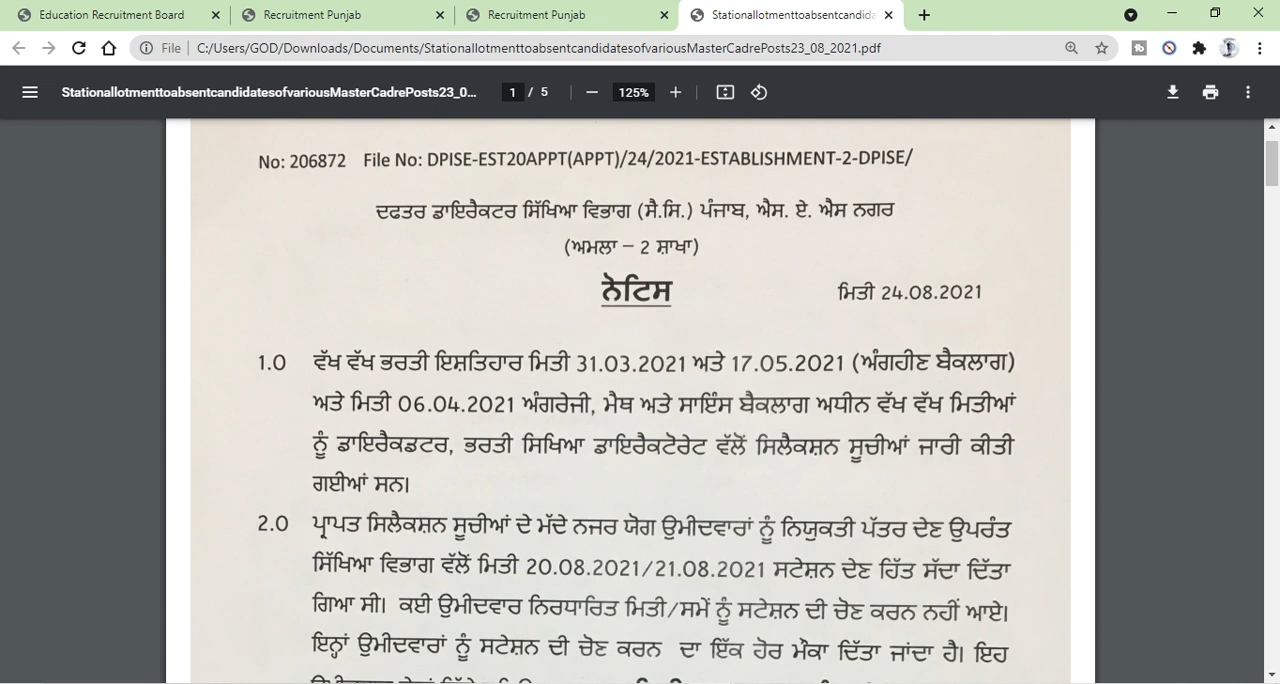 Education Recruitment Board
Recruitment Punjab
Recruitment Punjab
Stationallotmenttoabsentcandida
File
C:/Users/GOD/Downloads/Documents/StationallotmenttoabsentcandidatesofvariousMasterCadrePosts23_08_2021.pdf
StationallotmenttoabsentcandidatesofvariousMasterCadrePosts23_0...
1 / 5
125%
No: 206872 File No: DPISE-EST20APPT(APPT)/24/2021-ESTABLISHMENT-2-DPISE/
ਦਫਤਰ ਡਾਇਰੈਕਟਰ ਸਿੱਖਿਆ ਵਿਭਾਗ (ਸੈ.ਸਿ.) ਪੰਜਾਬ, ਐਸ. ਏ. ਐਸ ਨਗਰ
(ਅਮਲਾ – 2 ਸ਼ਾਖਾ)
ਨੋਟਿਸ
ਮਿਤੀ 24.08.2021
1.0 ਵੱਖ ਵੱਖ ਭਰਤੀ ਇਸ਼ਤਿਹਾਰ ਮਿਤੀ 31.03.2021 ਅਤੇ 17.05.2021 (ਅੰਗਹੀਣ ਬੈਕਲਾਗ)
ਅਤੇ ਮਿਤੀ 06.04.2021 ਅੰਗਰੇਜੀ, ਮੈਥ ਅਤੇ ਸਾਇੰਸ ਬੈਕਲਾਗ ਅਧੀਨ ਵੱਖ ਵੱਖ ਮਿਤੀਆਂ
ਨੂੰ ਡਾਇਰੈਕਡਟਰ, ਭਰਤੀ ਸਿਖਿਆ ਡਾਇਰੈਕਟੋਰੇਟ ਵੱਲੋਂ ਸਿਲੈਕਸ਼ਨ ਸੂਚੀਆਂ ਜਾਰੀ ਕੀਤੀ
ਗਈਆਂ ਸਨ।
2.0 ਪ੍ਰਾਪਤ ਸਿਲੈਕਸ਼ਨ ਸੂਚੀਆਂ ਦੇ ਮੱਦੇ ਨਜਰ ਯੋਗ ਉਮੀਦਵਾਰਾਂ ਨੂੰ ਨਿਯੁਕਤੀ ਪੱਤਰ ਦੇਣ ਉਪਰੰਤ
ਸਿੱਖਿਆ ਵਿਭਾਗ ਵੱਲੋਂ ਮਿਤੀ 20.08.2021/21.08.2021 ਸਟੇਸ਼ਨ ਦੇਣ ਹਿੱਤ ਸੱਦਾ ਦਿੱਤਾ
ਗਿਆ ਸੀ। ਕਈ ਉਮੀਦਵਾਰ ਨਿਰਧਾਰਿਤ ਮਿਤੀ/ਸਮੇਂ ਨੂੰ ਸਟੇਸ਼ਨ ਦੀ ਚੋਣ ਕਰਨ ਨਹੀਂ ਆਏ।
ਇਨ੍ਹਾਂ ਉਮੀਦਵਾਰਾਂ ਨੂੰ ਸਟੇਸ਼ਨ ਦੀ ਚੋਣ ਕਰਨ ਦਾ ਇੱਕ ਹੋਰ ਮੌਕਾ ਦਿੱਤਾ ਜਾਂਦਾ ਹੈ। ਇਹ